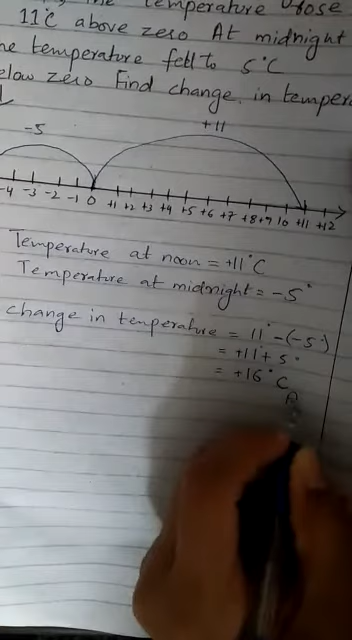 the temperature rose
11°C above zero At midnight
the temperature fell to 5°C
below zero Find change in temper
-5 +11
-4 -3 -2 -1 0 +1 +2 +3 +4 +5 +6 +7 +8 +9 10 +11 +12
Temperature at noon = +11°C
Temperature at midnight = -5°
change in temperature = 11° - (-5°)
= +11 + 5°
= +16°C
A